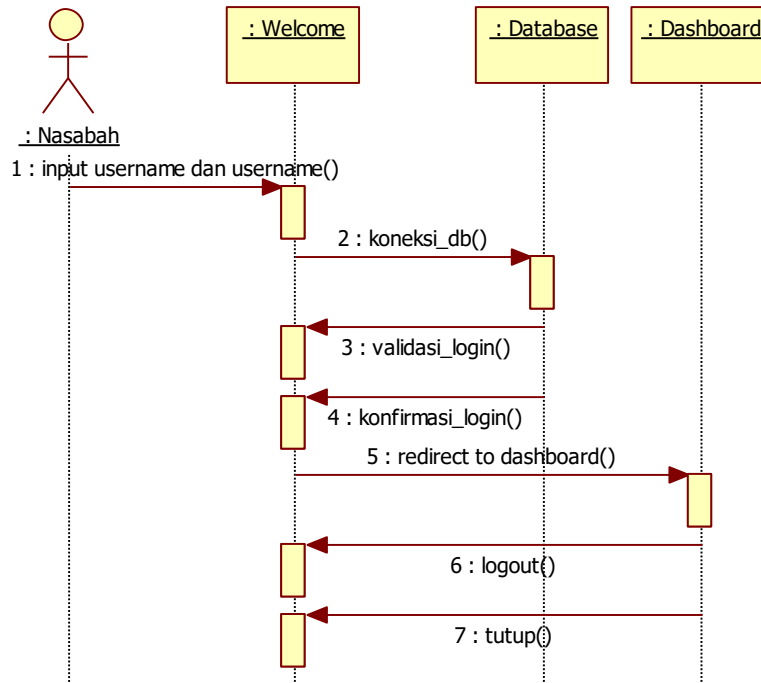 : Welcome
: Database
: Dashboard
: Nasabah
1 : input username dan username()
2 : koneksi_db()
3 : validasi_login()
4 : konfirmasi_login()
5 : redirect to dashboard()
6 : logout()
7 : tutup()